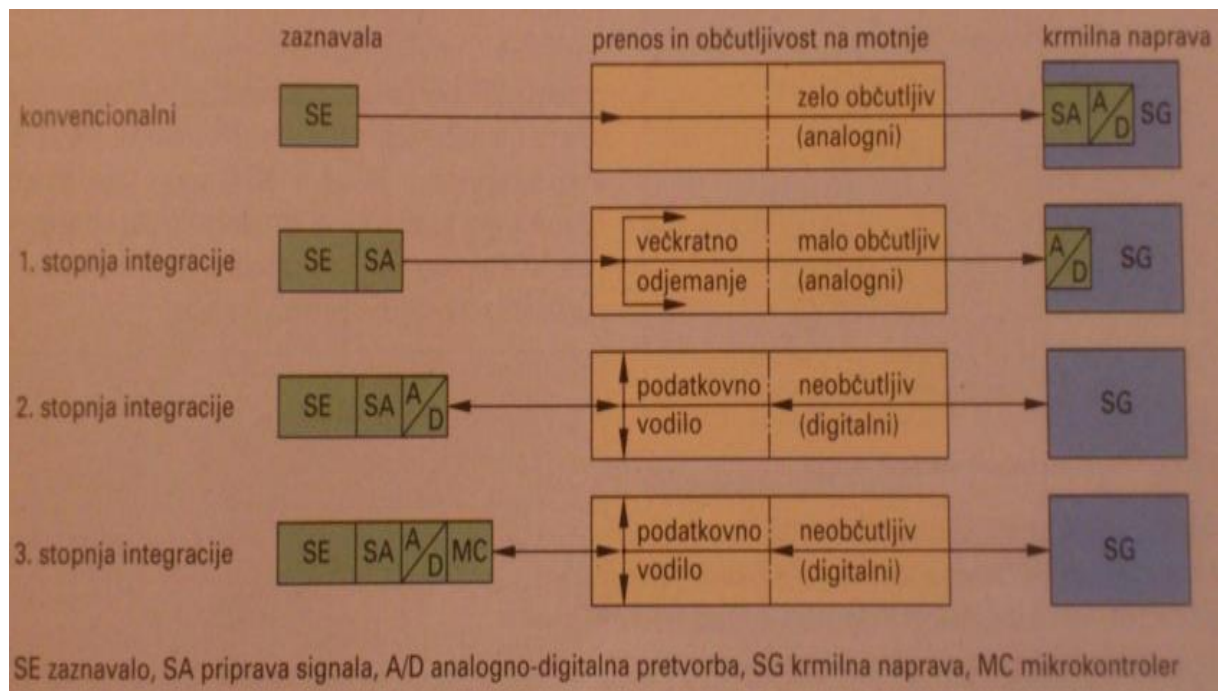 zaznavala prenos in občutljivost na motnje krmilna naprava
konvencionalni SE zelo občutljiv (analogni) SA A/D SG
1. stopnja integracije SE SA večkratno odjemanje malo občutljiv (analogni) A/D SG
2. stopnja integracije SE SA A/D podatkovno vodilo neobčutljiv (digitalni) SG
3. stopnja integracije SE SA A/D MC podatkovno vodilo neobčutljiv (digitalni) SG
SE zaznavalo, SA priprava signala, A/D analogno-digitalna pretvorba, SG krmilna naprava, MC mikrokontroler